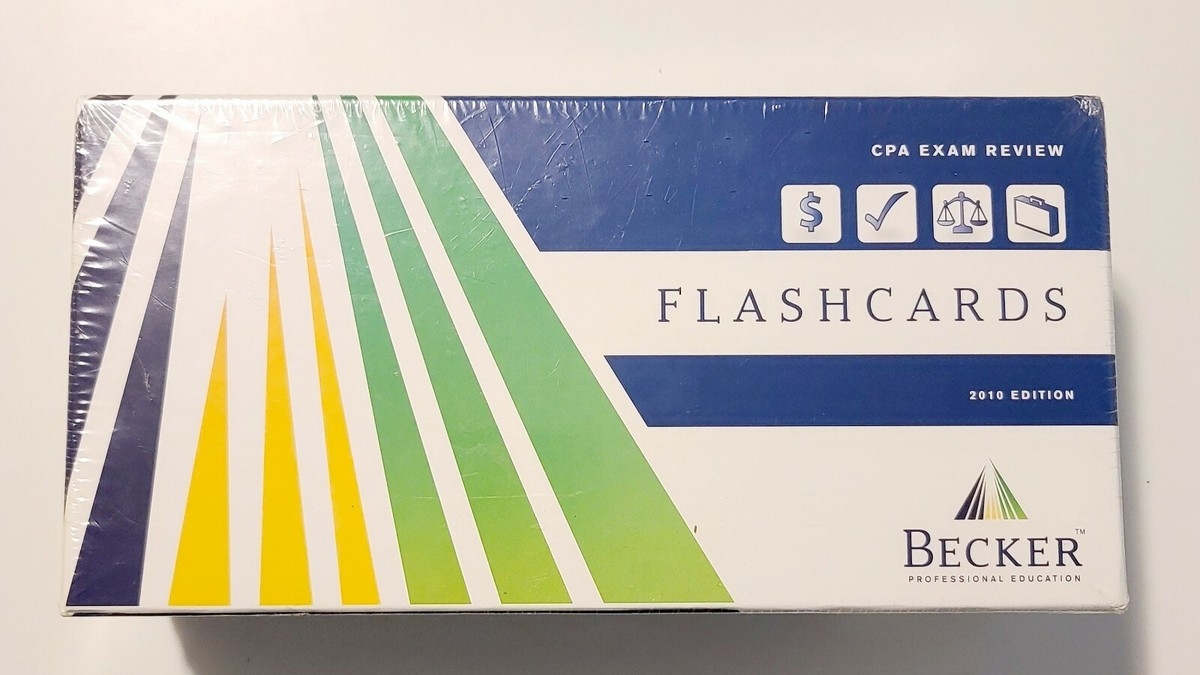 CPA EXAM REVIEW
$
FLASHCARDS
2010 EDITION
BECKER™
PROFESSIONAL EDUCATION